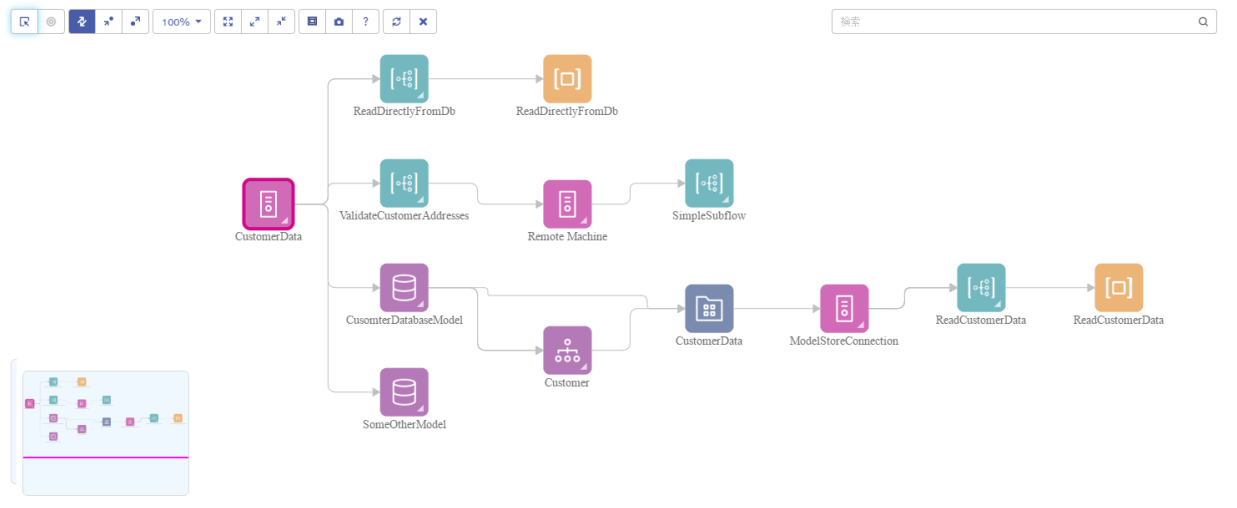 100%
?
検索
ReadDirectlyFromDb
ReadDirectlyFromDb
ValidateCustomerAddresses
SimpleSubflow
CustomerData
Remote Machine
CusomterDatabaseModel
CustomerData
ModelStoreConnection
ReadCustomerData
ReadCustomerData
Customer
SomeOtherModel